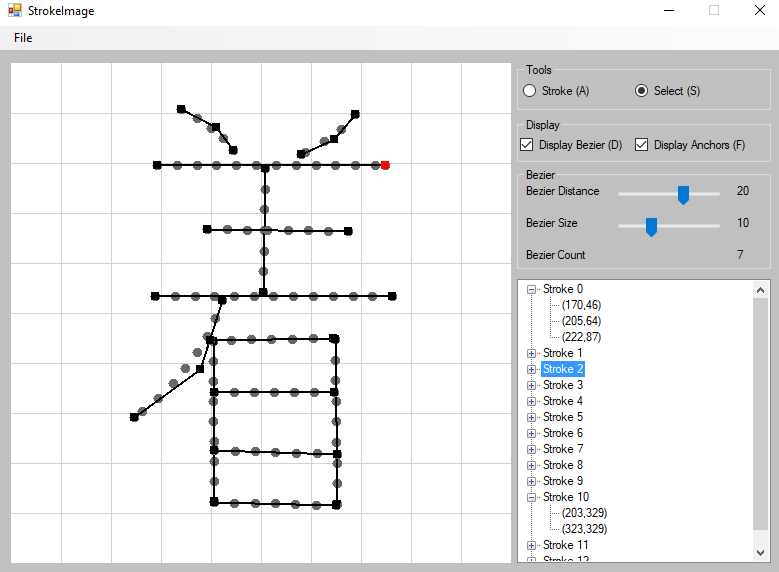 StrokeImage
File
Tools
Stroke (A)
Select (S)
Display
Display Bezier (D)
Display Anchors (F)
Bezier
Bezier Distance
20
Bezier Size
10
Bezier Count
7
Stroke 0
(170,46)
(205,64)
(222,87)
Stroke 1
Stroke 2
Stroke 3
Stroke 4
Stroke 5
Stroke 6
Stroke 7
Stroke 8
Stroke 9
Stroke 10
(203,329)
(323,329)
Stroke 11
Stroke 12